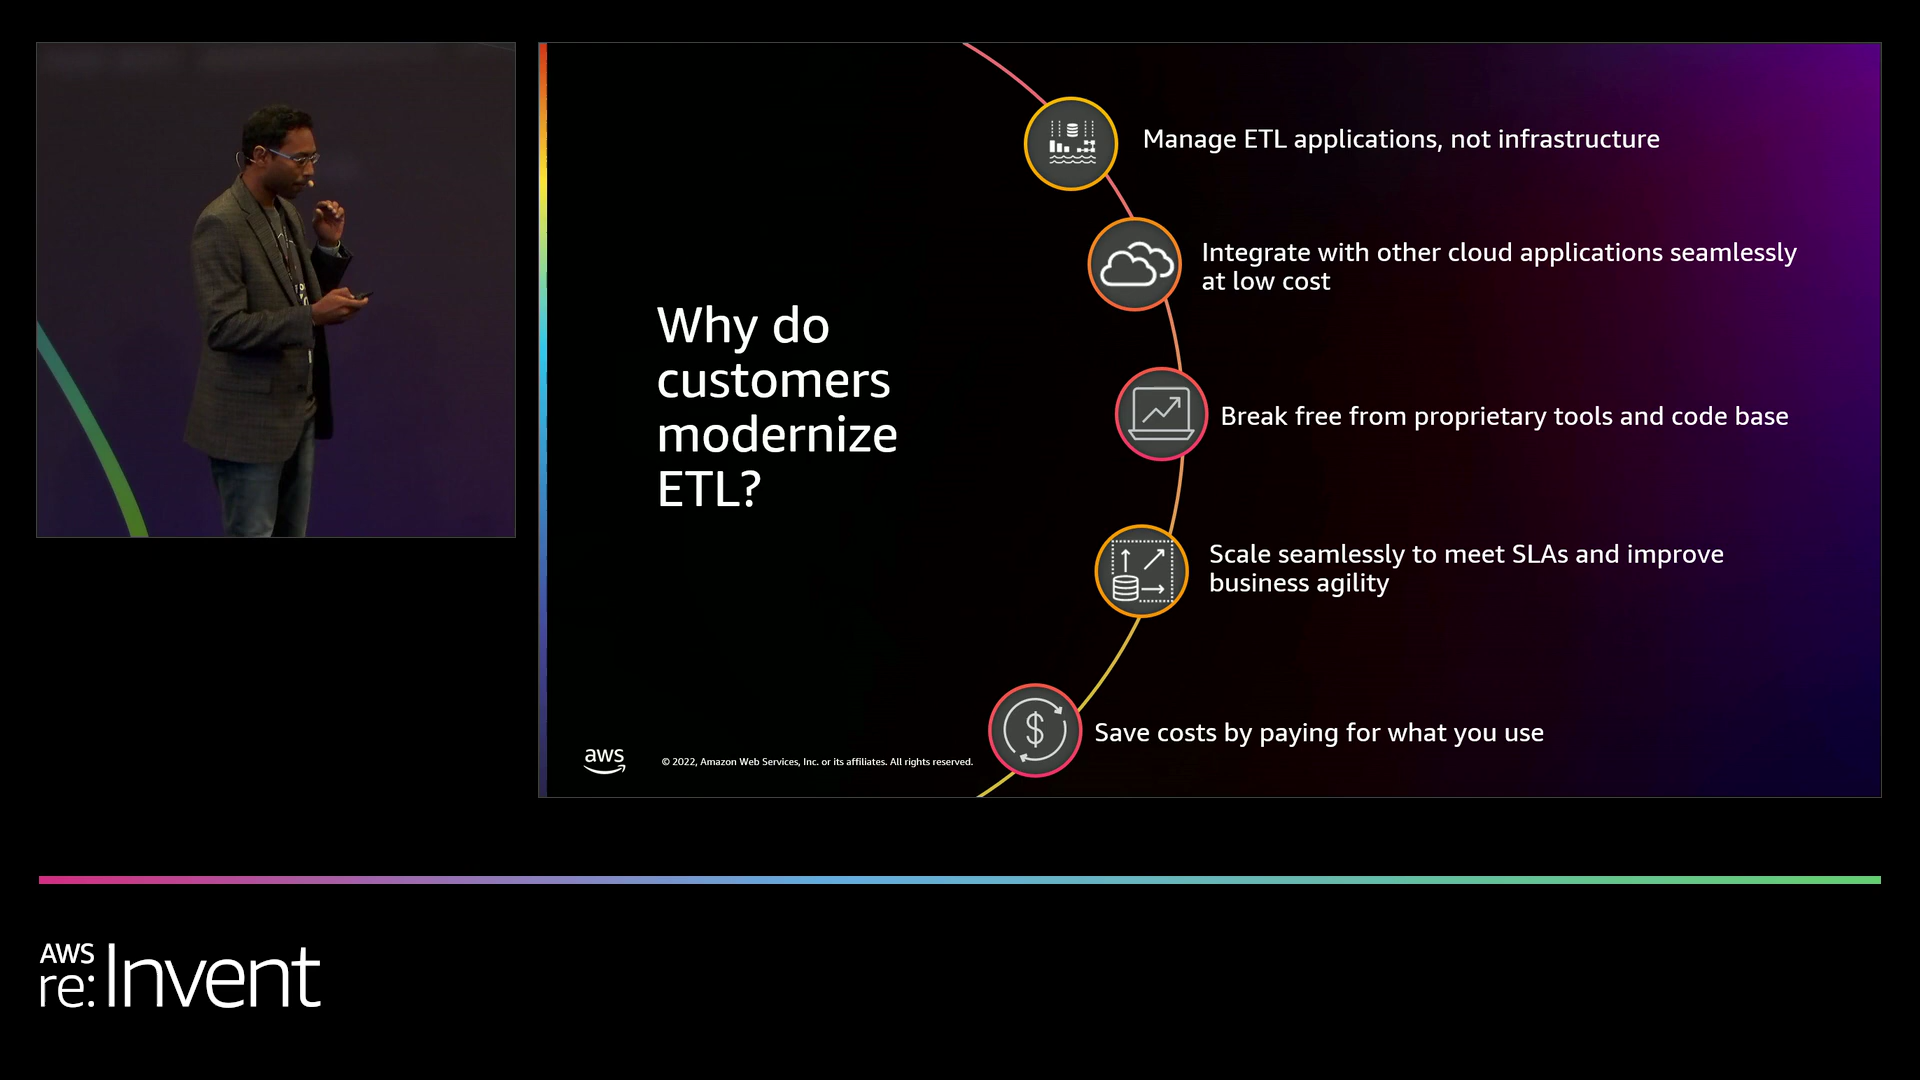 Why do
customers
modernize
ETL?
Manage ETL applications, not infrastructure
Integrate with other cloud applications seamlessly
at low cost
Break free from proprietary tools and code base
Scale seamlessly to meet SLAs and improve
business agility
Save costs by paying for what you use
aws
© 2022, Amazon Web Services, Inc. or its affiliates. All rights reserved.
AWS
re:Invent